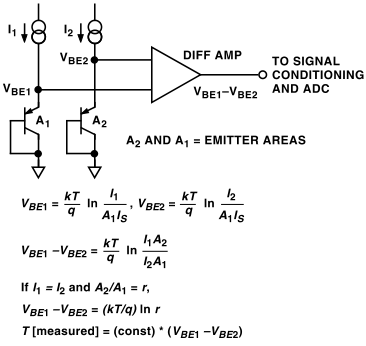 I1
I2
VBE2
DIFF AMP
TO SIGNAL
CONDITIONING
AND ADC
VBE1
VBE1–VBE2
A1
A2
A2 AND A1 = EMITTER AREAS
VBE1 = kT/q ln I1/A1IS , VBE2 = kT/q ln I2/A1IS
VBE1 – VBE2 = kT/q ln I1A2/I2A1
If I1 = I2 and A2/A1 = r,
VBE1 – VBE2 = (kT/q) ln r
T [measured] = (const) * (VBE1 – VBE2)